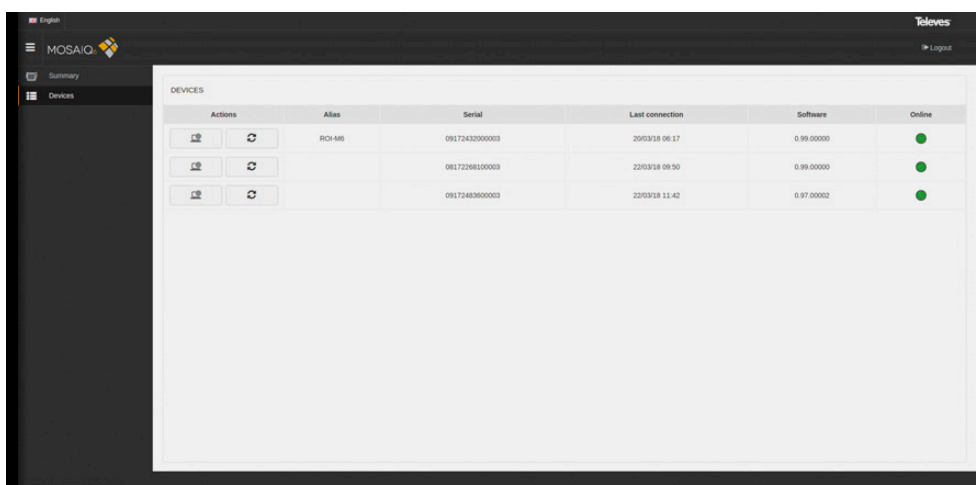 English
Televes
MOSAIQ6
Logout
Summary
Devices
DEVICES
Actions Alias Serial Last connection Software Online
ROI-M6 09172432000003 20/03/18 06:17 0.99.00000
08172268100003 22/03/18 09:50 0.99.00000
09172483600003 22/03/18 11:42 0.97.00002